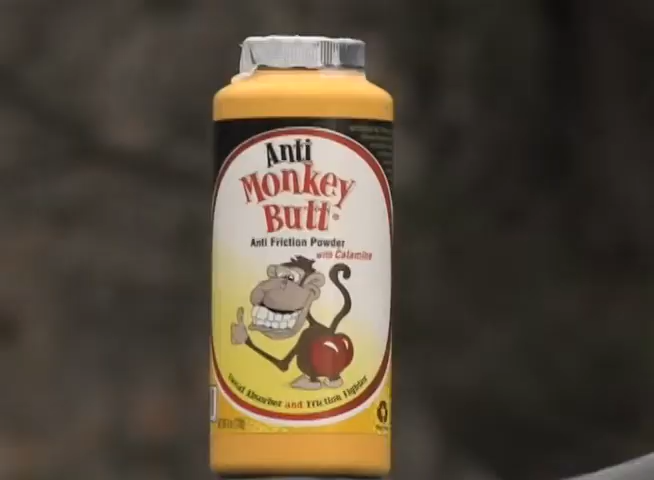 Anti
Monkey
Butt®
Anti Friction Powder
with Calamine
Sweat Absorber and Friction Fighter